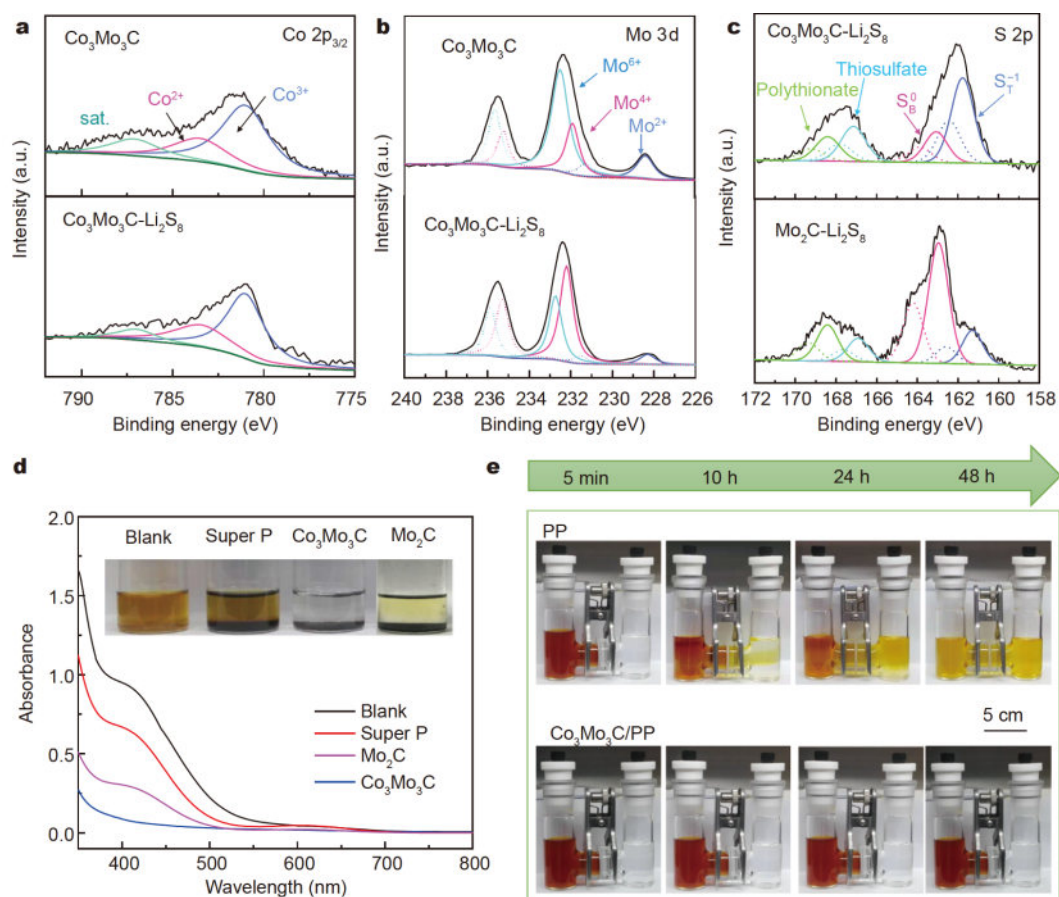 a
Co₃Mo₃C
Co 2p₃/₂
Co²⁺
Co³⁺
sat.
Co₃Mo₃C-Li₂S₈
Intensity (a.u.)
790 785 780 775
Binding energy (eV)
b
Co₃Mo₃C
Mo 3d
Mo⁶⁺
Mo⁴⁺
Mo²⁺
Co₃Mo₃C-Li₂S₈
Intensity (a.u.)
240 238 236 234 232 230 228 226
Binding energy (eV)
c
Co₃Mo₃C-Li₂S₈
S 2p
Thiosulfate
Polythionate
S_B⁰
S_T⁻¹
Mo₂C-Li₂S₈
Intensity (a.u.)
172 170 168 166 164 162 160 158
Binding energy (eV)
d
2.0
1.5
1.0
0.5
0.0
Absorbance
Blank Super P Co₃Mo₃C Mo₂C
Blank
Super P
Mo₂C
Co₃Mo₃C
400 500 600 700 800
Wavelength (nm)
e
5 min 10 h 24 h 48 h
PP
5 cm
Co₃Mo₃C/PP